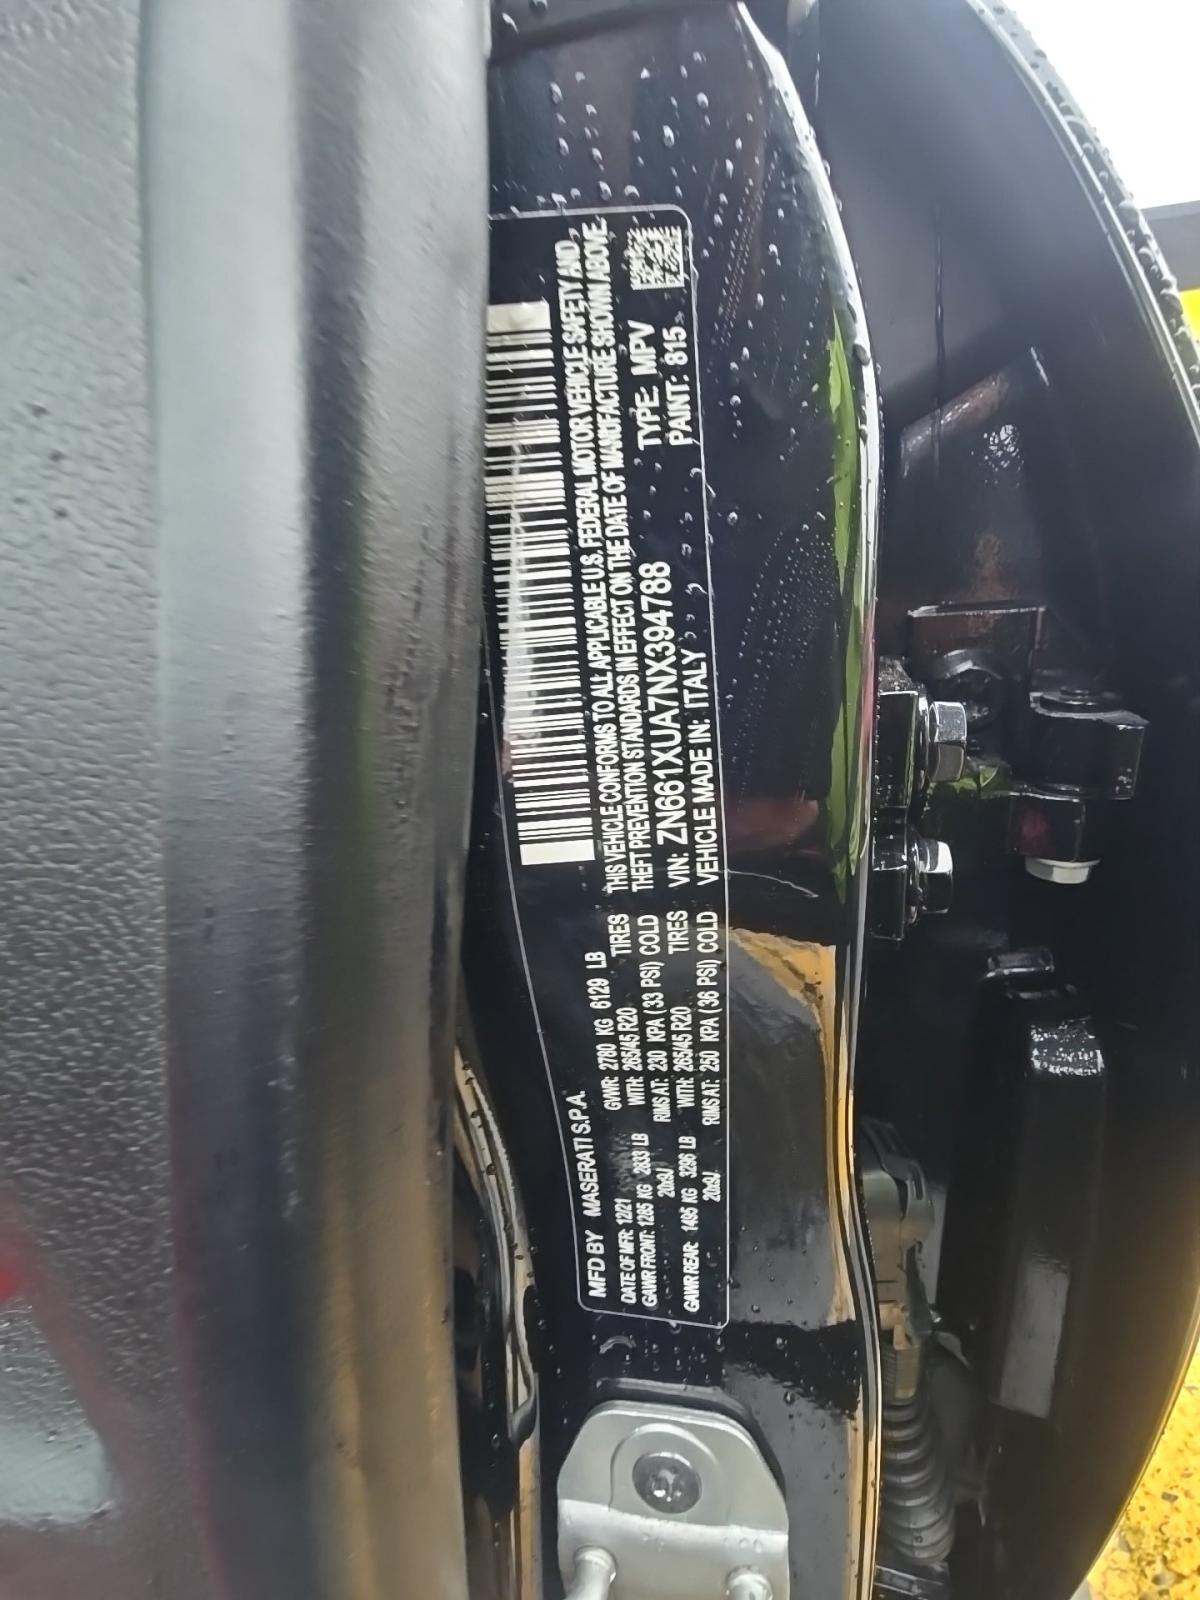 MFD BY MASERATI S.P.A.
DATE OF MFR: 12/21 GVWR: 2780 KG 6129 LB
GAWR FRONT: 1285 KG 2833 LB WITH: 265/45 R20 TIRES
20x9J RIMS AT: 230 KPA (33 PSI) COLD
GAWR REAR: 1495 KG 3296 LB WITH: 265/45 R20 TIRES
20x9J RIMS AT: 250 KPA (36 PSI) COLD
THIS VEHICLE CONFORMS TO ALL APPLICABLE U.S. FEDERAL MOTOR VEHICLE SAFETY AND
THEFT PREVENTION STANDARDS IN EFFECT ON THE DATE OF MANUFACTURE SHOWN ABOVE.
VIN: ZN661XUA7NX394788 TYPE: MPV
VEHICLE MADE IN: ITALY PAINT: 815